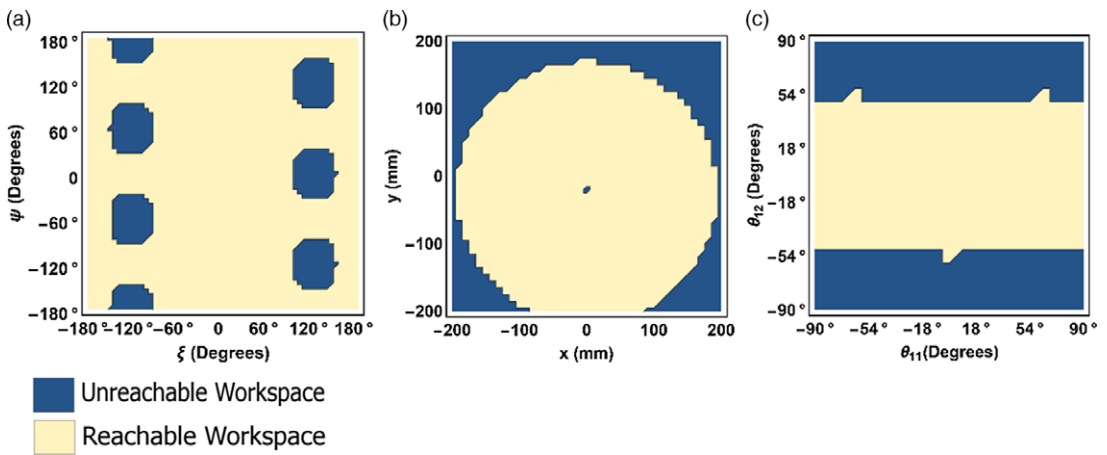 (a)
180 °
120 °
60 °
0
−60 °
−120 °
−180 °
ψ (Degrees)
−180 ° −120 ° −60 ° 0 60 ° 120 ° 180 °
ξ (Degrees)
(b)
200
100
0
−100
−200
y (mm)
−200 −100 0 100 200
x (mm)
(c)
90 °
54 °
18 °
−18 °
−54 °
−90 °
θ12 (Degrees)
−90 ° −54 ° −18 ° 18 ° 54 ° 90 °
θ11(Degrees)
Unreachable Workspace
Reachable Workspace